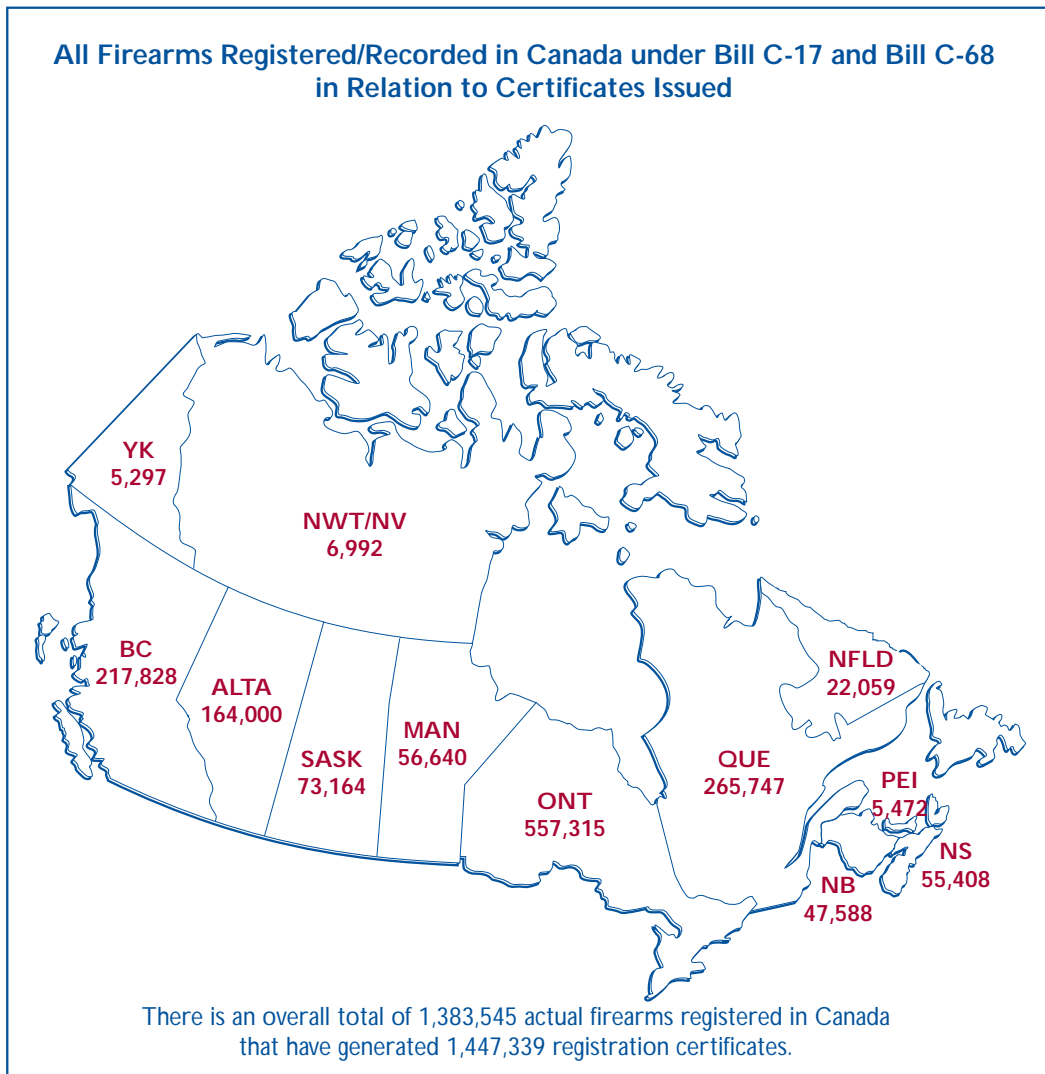 All Firearms Registered/Recorded in Canada under Bill C-17 and Bill C-68
in Relation to Certificates Issued
YK
5,297
NWT/NV
6,992
BC
217,828
ALTA
164,000
SASK
73,164
MAN
56,640
ONT
557,315
QUE
265,747
NFLD
22,059
PEI
5,472
NS
55,408
NB
47,588
There is an overall total of 1,383,545 actual firearms registered in Canada
that have generated 1,447,339 registration certificates.